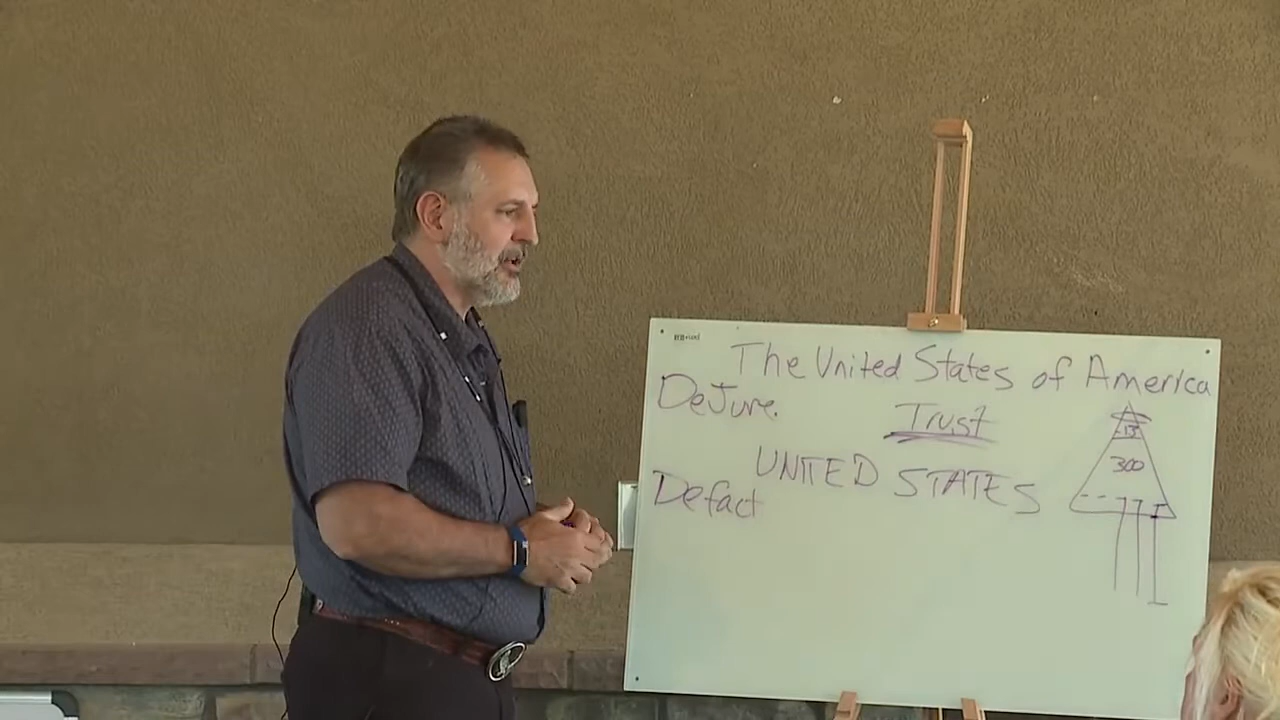 The United States of America
DeJure.
Trust
13
300
UNITED STATES
Defact